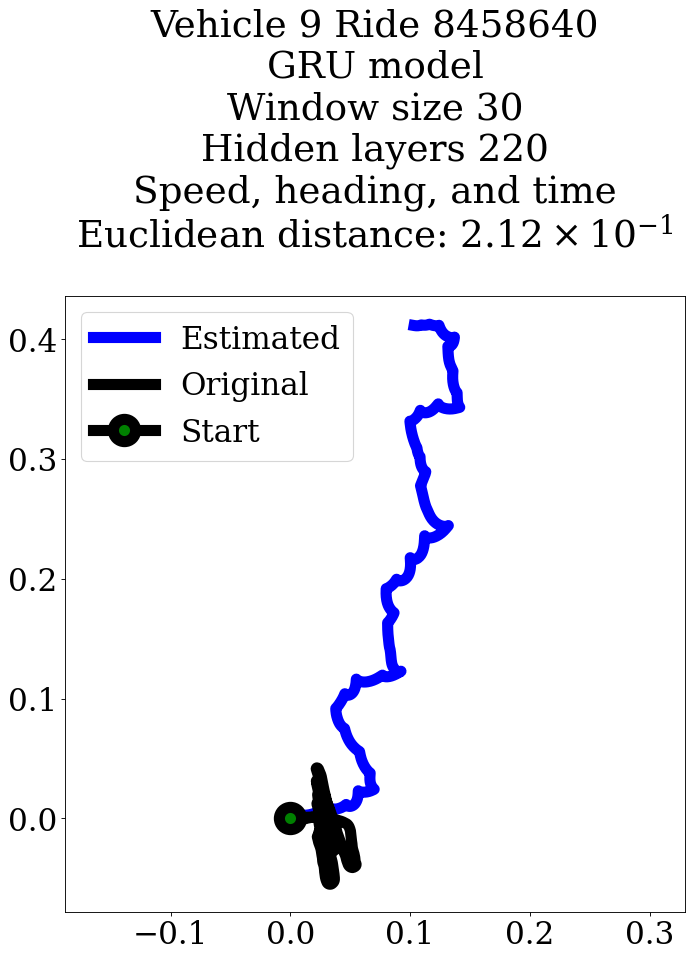 Vehicle 9 Ride 8458640
GRU model
Window size 30
Hidden layers 220
Speed, heading, and time
Euclidean distance: 2.12 × 10⁻¹
Estimated
Original
Start
0.4
0.3
0.2
0.1
0.0
−0.1 0.0 0.1 0.2 0.3